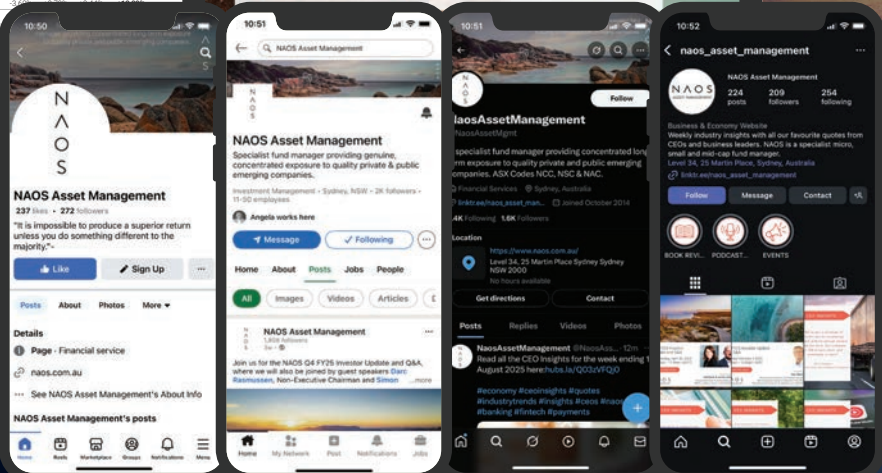 10:50
N
Λ
O
S
NAOS Asset Management
237 likes • 272 followers
"It is impossible to produce a superior return
unless you do something different to the
majority."-
Like
Sign Up
Posts
About
Photos
More
Details
Page · Financial service
naos.com.au
See NAOS Asset Management's About Info
NAOS Asset Management's posts
Home
Reels
Marketplace
Groups
Notifications
Menu
10:51
NAOS Asset Management
NAOS Asset Management
Specialist fund manager providing genuine,
concentrated exposure to quality private & public
emerging companies.
Investment Management • Sydney, NSW • 2K followers •
11-50 employees
Angela works here
Message
Following
Home
About
Posts
Jobs
People
All
Images
Videos
Articles
NAOS Asset Management
Join us for the NAOS Q4 FY25 Investor Update and Q&A,
where we will also be joined by guest speakers Darc
Rasmussen, Non-Executive Chairman and Simon ...more
Home
My Network
Post
Notifications
Jobs
10:51
Follow
aosAssetManagement
NaosAssetMgmt
specialist fund manager providing concentrated long
rm exposure to quality private and public emerging
ompanies. ASX Codes NCC, NSC & NAC.
Financial Services
Sydney, Australia
linktr.ee/naos_asset_man...
Joined October 2014
.4K Following
1.6K Followers
Location
https://www.naos.com.au/
Level 34, 25 Martin Place Sydney Sydney
NSW 2000
No hours available
Get directions
Contact
Posts
Replies
Videos
Photos
NaosAssetManagement @NaosAss... · 12m
Read all the CEO Insights for the week ending 1
August 2025 here:hubs.la/Q03zVFQj0
#economy #ceoinsights #quotes
#industrytrends #insights #ceos #naos
#banking #fintech #payments
10:52
naos_asset_management
NΛOS
NAOS Asset Management
224
posts
209
followers
254
following
Business & Economy Website
Weekly industry insights with all our favourite quotes from
CEOs and business leaders. NAOS is a specialist micro,
small and mid-cap fund manager.
Level 34, 25 Martin Place, Sydney, Australia
linktr.ee/naos_asset_management
Follow
Message
Contact
BOOK REVI...
PODCAST...
EVENTS